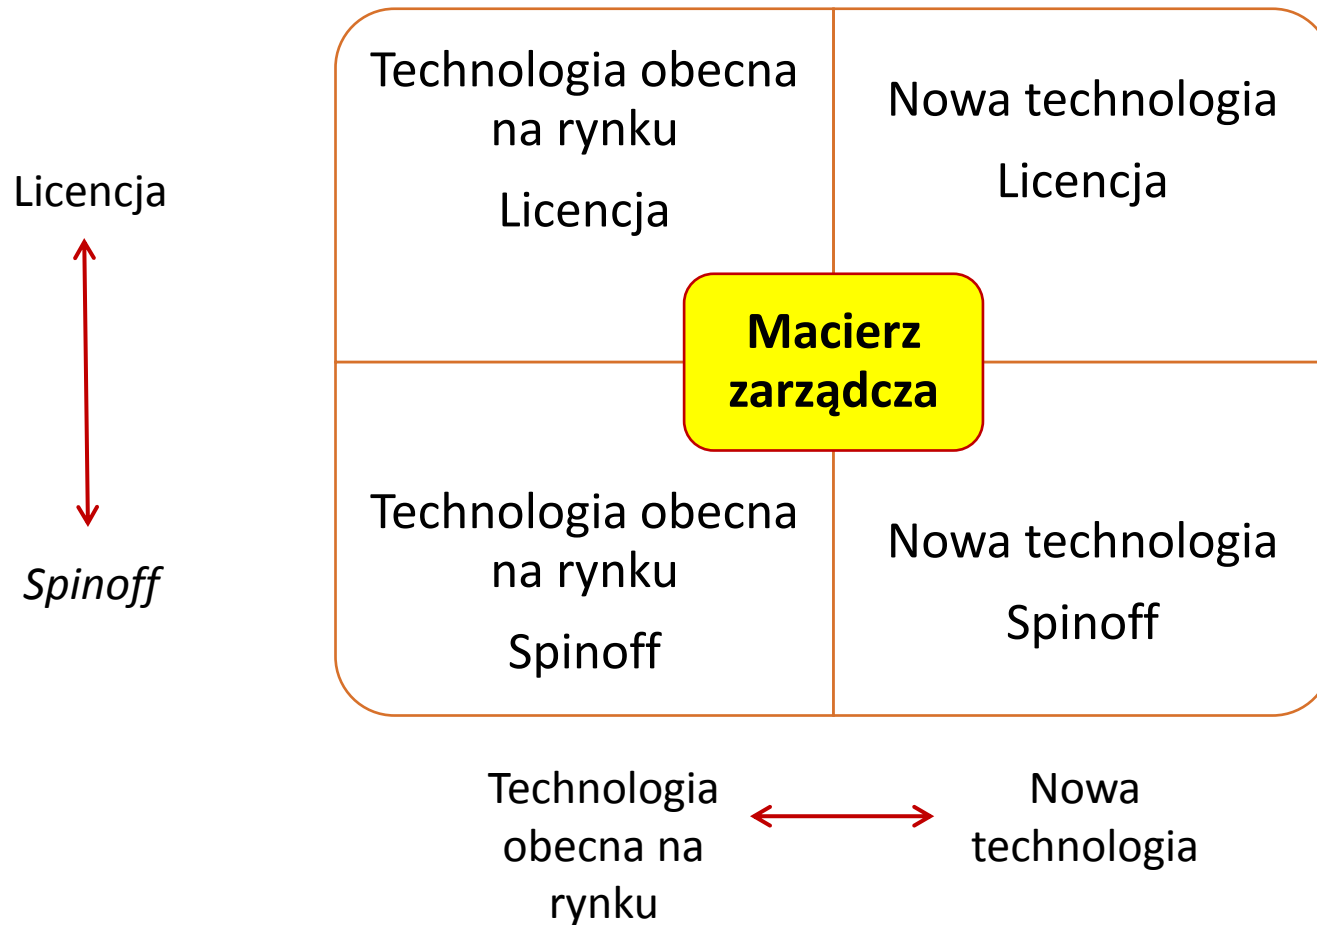 Technologia obecna
na rynku
Licencja
Nowa technologia
Licencja
Licencja
Macierz
zarządcza
Technologia obecna
na rynku
Spinoff
Nowa technologia
Spinoff
Spinoff
Technologia
obecna na
rynku
Nowa
technologia